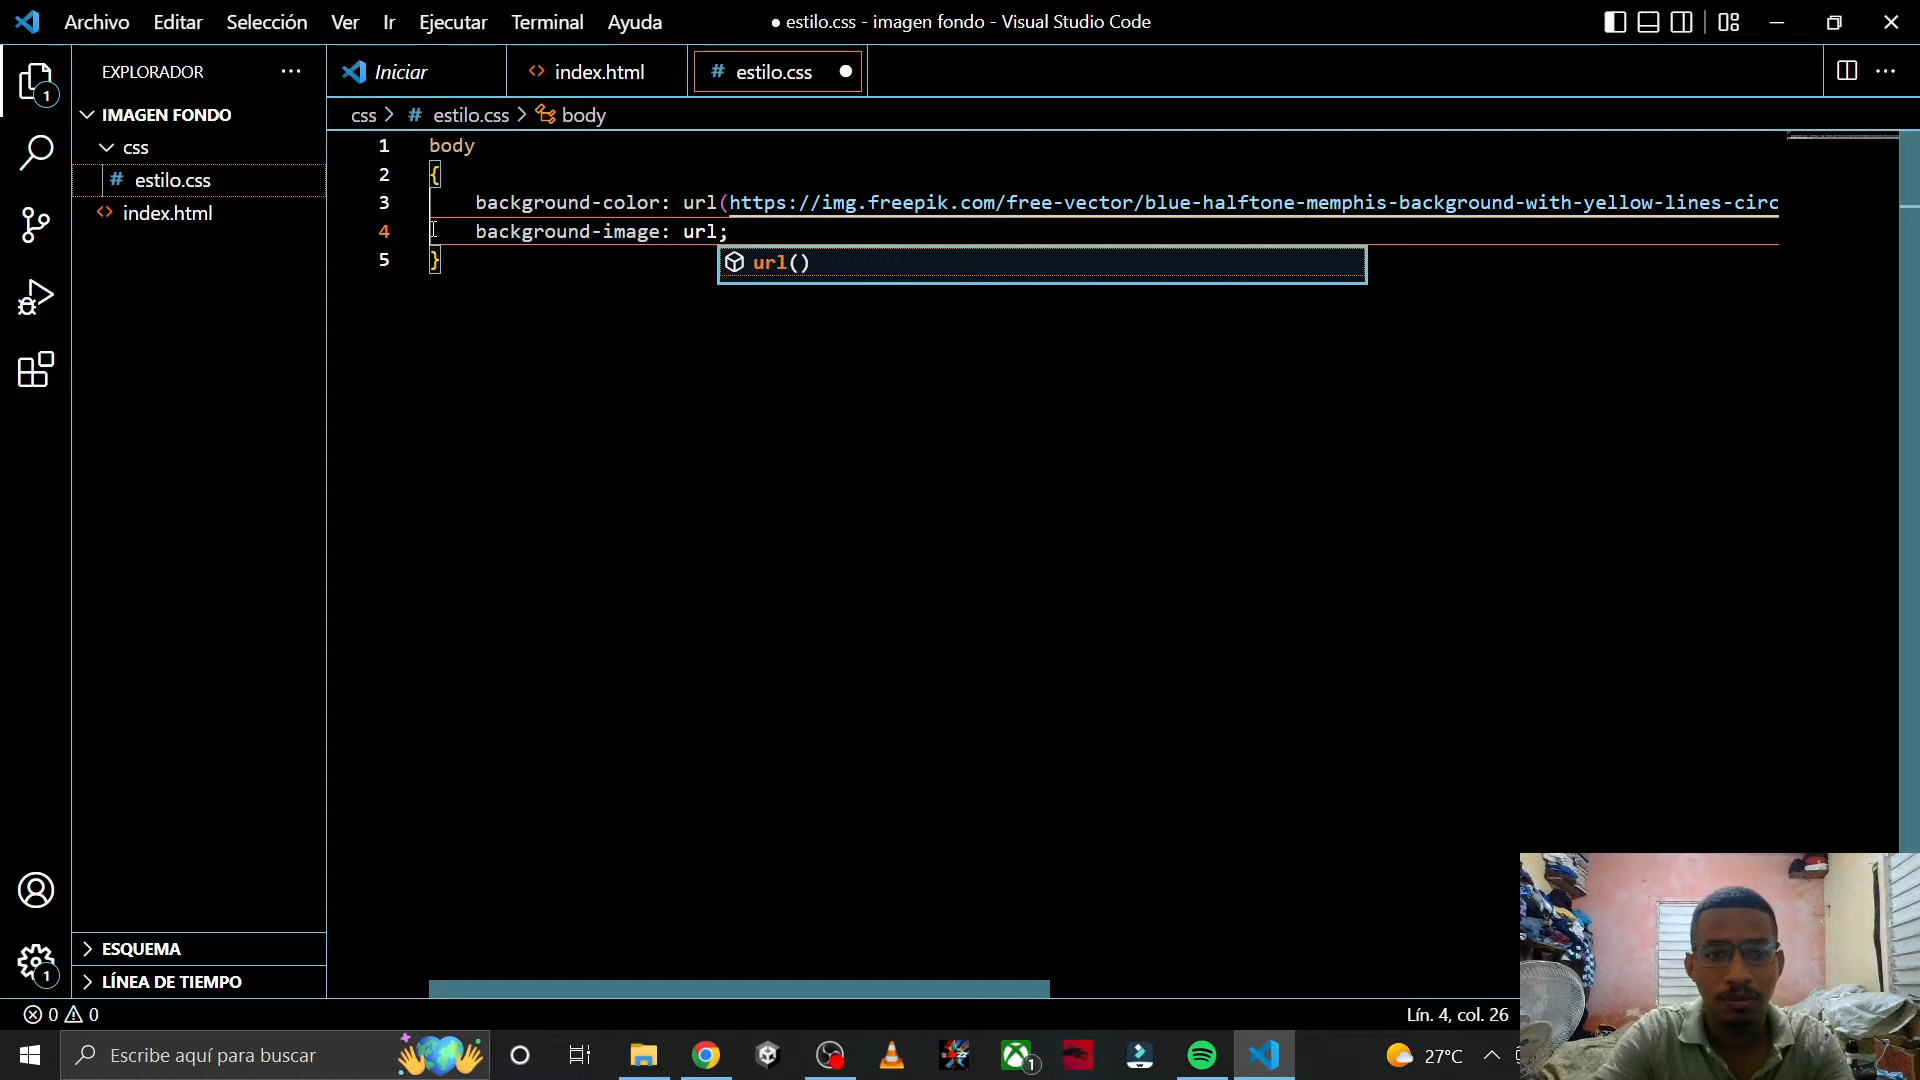 Archivo Editar Selección Ver Ir Ejecutar Terminal Ayuda
● estilo.css - imagen fondo - Visual Studio Code
EXPLORADOR
Iniciar
index.html
# estilo.css
1
IMAGEN FONDO
css > # estilo.css > body
css
# estilo.css
index.html
1 body
2 {
3 background-color: url(https://img.freepik.com/free-vector/blue-halftone-memphis-background-with-yellow-lines-circ
4 background-image: url;
5 }
url()
ESQUEMA
1
LÍNEA DE TIEMPO
0 0
Lín. 4, col. 26
Escribe aquí para buscar
1
27°C